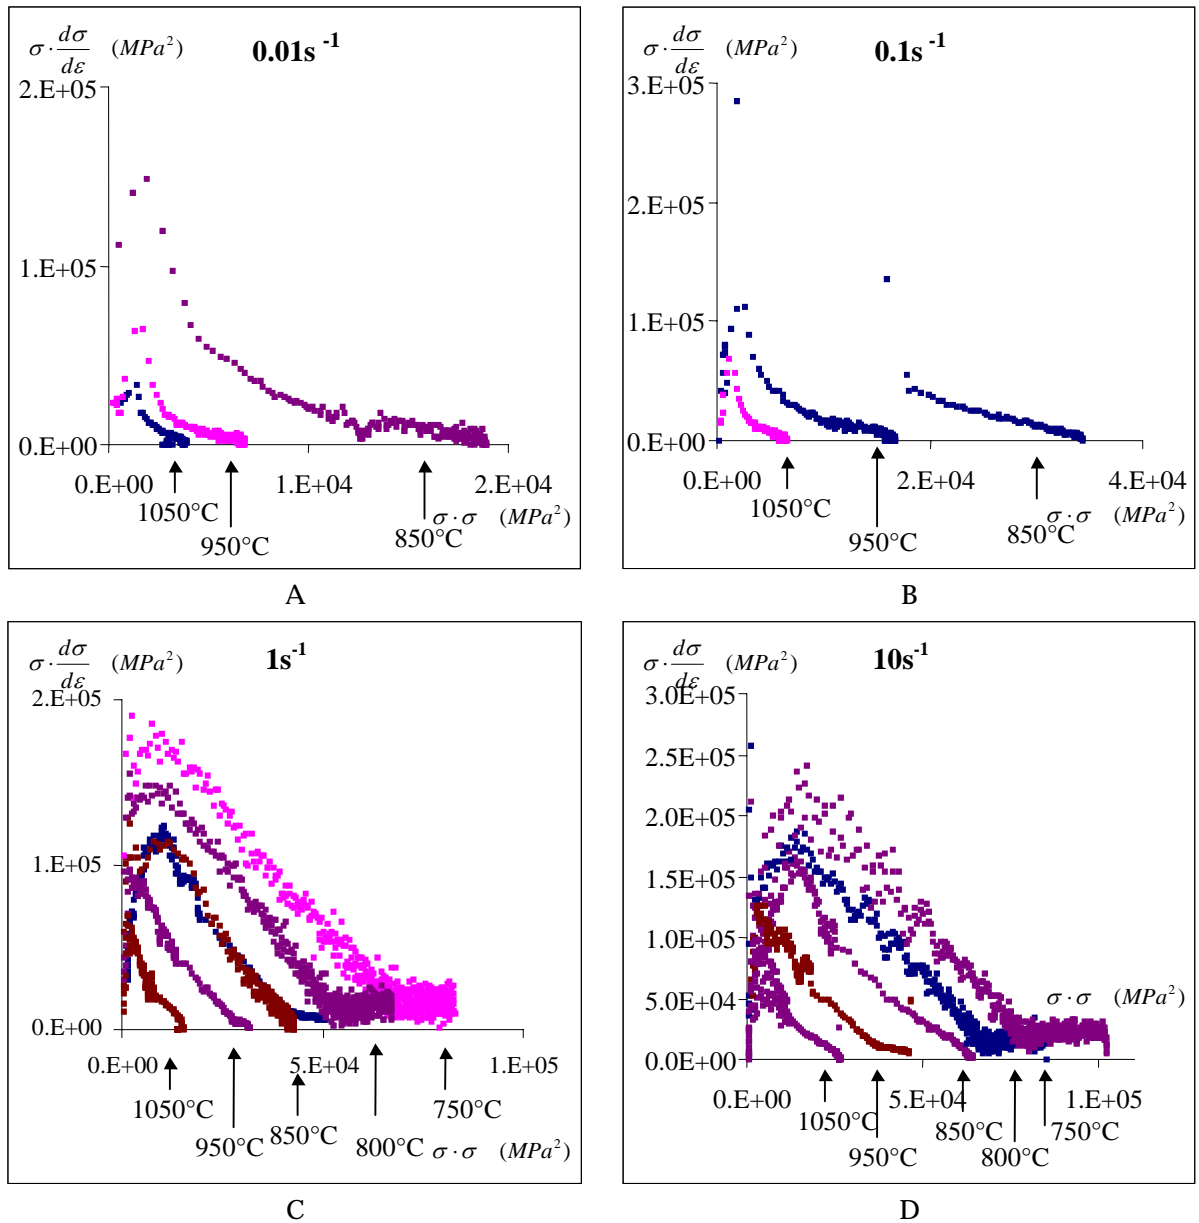 σ · dσ/dε (MPa²) 0.01s⁻¹
2.E+05
1.E+05
0.E+00
0.E+00 1.E+04 2.E+04
1050°C 950°C 850°C σ · σ (MPa²)
A
σ · dσ/dε (MPa²) 0.1s⁻¹
3.E+05
2.E+05
1.E+05
0.E+00
0.E+00 2.E+04 4.E+04
1050°C 950°C 850°C σ · σ (MPa²)
B
σ · dσ/dε (MPa²) 1s⁻¹
2.E+05
1.E+05
0.E+00
0.E+00 5.E+04 1.E+05
1050°C 950°C 850°C 800°C 750°C σ · σ (MPa²)
C
σ · dσ/dε (MPa²) 10s⁻¹
3.0E+05
2.5E+05
2.0E+05
1.5E+05
1.0E+05
5.0E+04 σ · σ (MPa²)
0.0E+00
0.E+00 5.E+04 1.E+05
1050°C 950°C 850°C 800°C 750°C
D